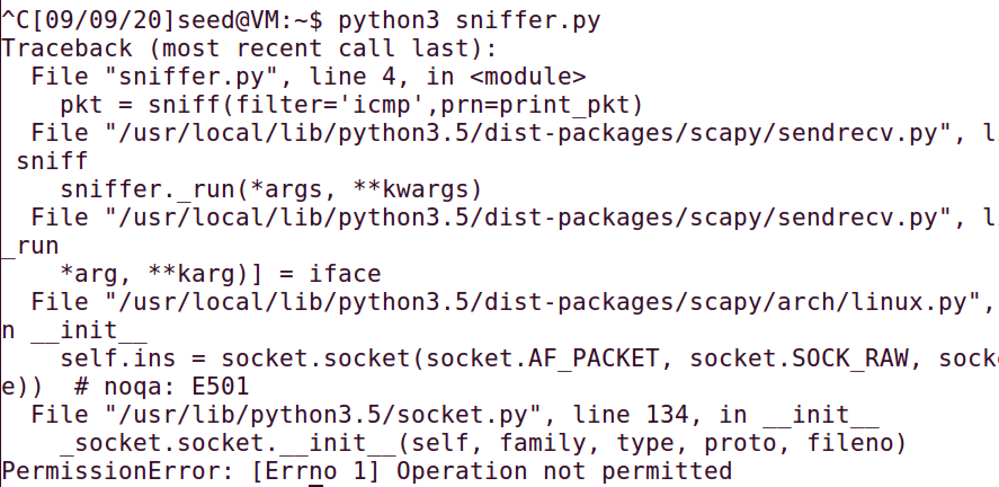 ^C[09/09/20]seed@VM:~$ python3 sniffer.py
Traceback (most recent call last):
  File "sniffer.py", line 4, in <module>
    pkt = sniff(filter='icmp',prn=print_pkt)
  File "/usr/local/lib/python3.5/dist-packages/scapy/sendrecv.py",
 sniff
    sniffer._run(*args, **kwargs)
  File "/usr/local/lib/python3.5/dist-packages/scapy/sendrecv.py",
_run
    *arg, **karg)] = iface
  File "/usr/local/lib/python3.5/dist-packages/scapy/arch/linux.py",
n __init__
    self.ins = socket.socket(socket.AF_PACKET, socket.SOCK_RAW, sock
e))  # noqa: E501
  File "/usr/lib/python3.5/socket.py", line 134, in __init__
    _socket.socket.__init__(self, family, type, proto, fileno)
PermissionError: [Errno 1] Operation not permitted